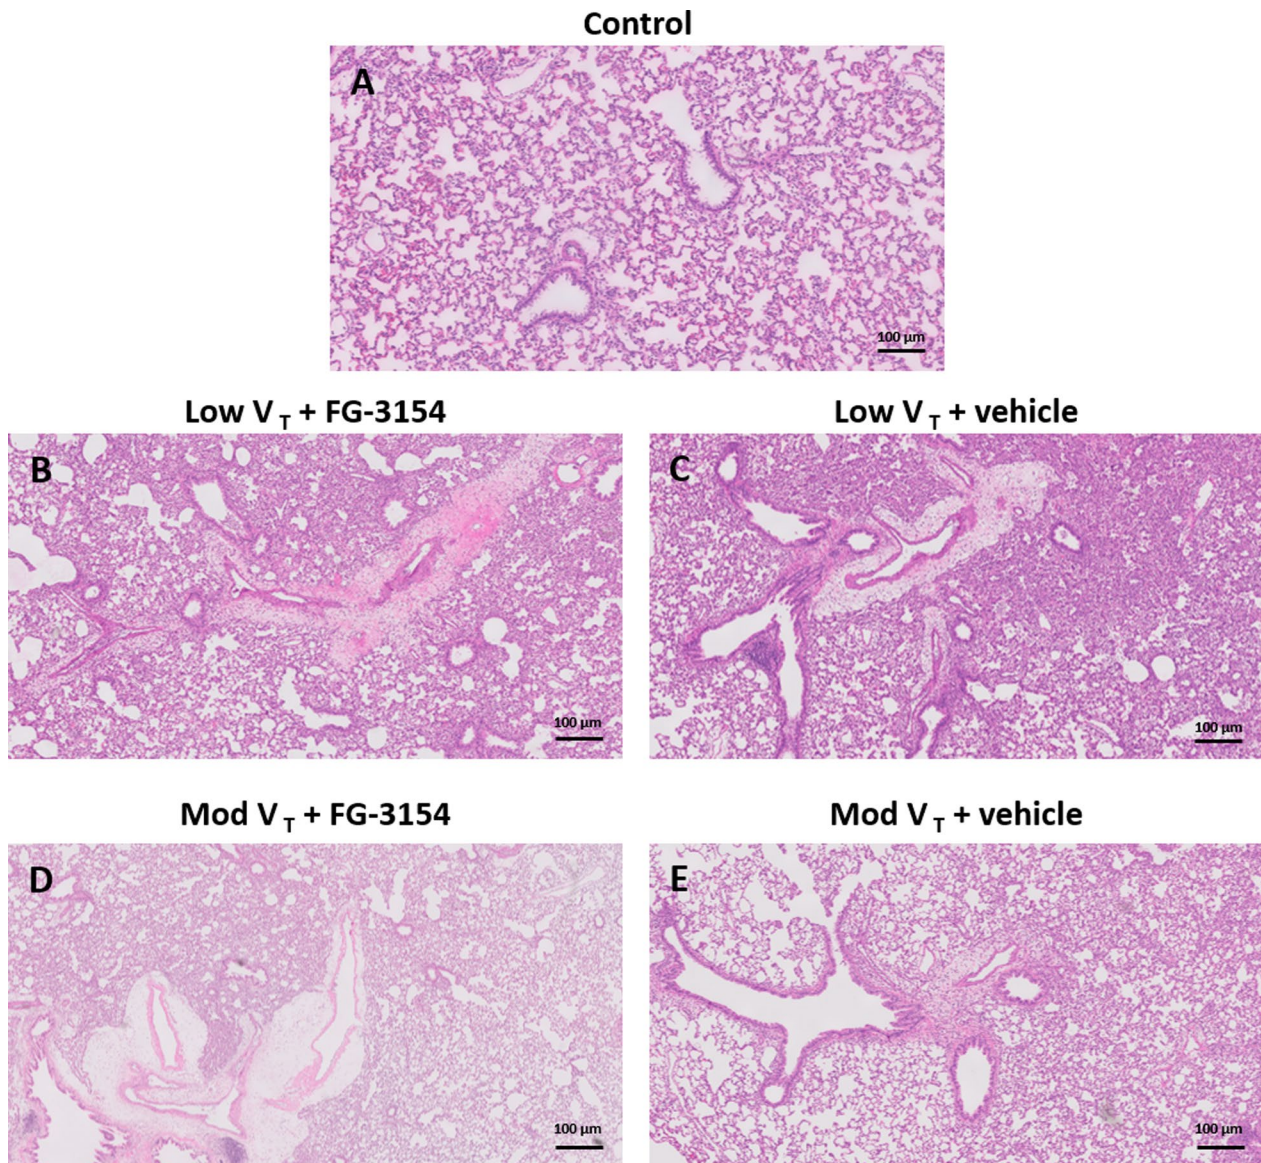 Control
A
100 µm
Low V T + FG-3154
Low V T + vehicle
B
C
100 µm
100 µm
Mod V T + FG-3154
Mod V T + vehicle
D
E
100 µm
100 µm